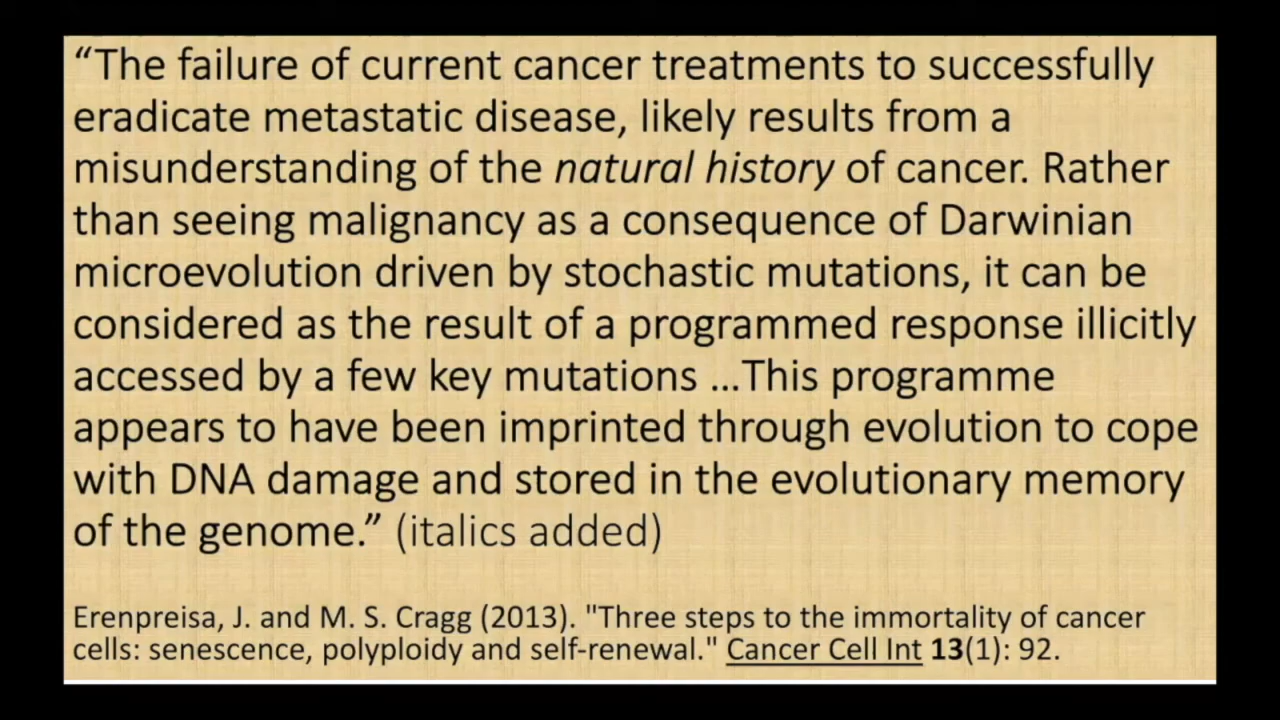 “The failure of current cancer treatments to successfully
eradicate metastatic disease, likely results from a
misunderstanding of the natural history of cancer. Rather
than seeing malignancy as a consequence of Darwinian
microevolution driven by stochastic mutations, it can be
considered as the result of a programmed response illicitly
accessed by a few key mutations …This programme
appears to have been imprinted through evolution to cope
with DNA damage and stored in the evolutionary memory
of the genome.” (italics added)
Erenpreisa, J. and M. S. Cragg (2013). "Three steps to the immortality of cancer
cells: senescence, polyploidy and self-renewal." Cancer Cell Int 13(1): 92.